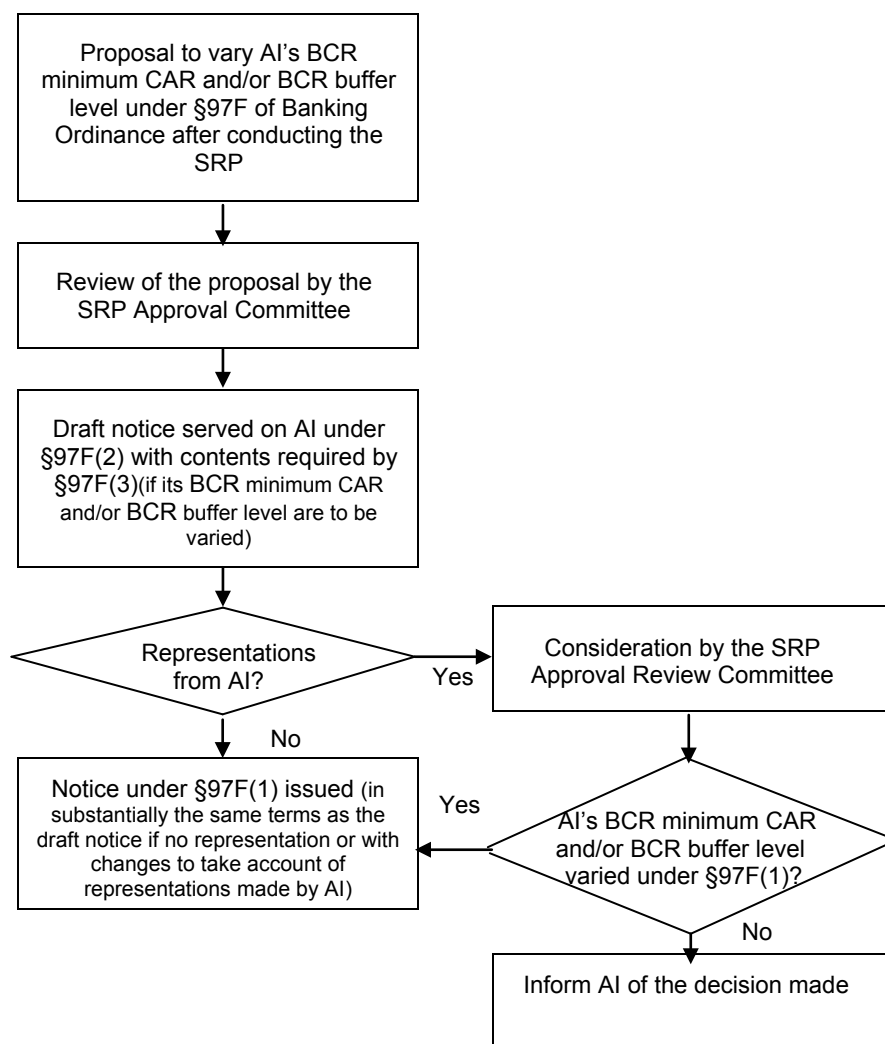 Proposal to vary AI’s BCR
minimum CAR and/or BCR buffer
level under §97F of Banking
Ordinance after conducting the
SRP
Review of the proposal by the
SRP Approval Committee
Draft notice served on AI under
§97F(2) with contents required by
§97F(3)(if its BCR minimum CAR
and/or BCR buffer level are to be
varied)
Representations
from AI?
Yes
Consideration by the SRP
Approval Review Committee
No
Notice under §97F(1) issued (in
substantially the same terms as the
draft notice if no representation or with
changes to take account of
representations made by AI)
Yes
AI’s BCR minimum CAR
and/or BCR buffer level
varied under §97F(1)?
No
Inform AI of the decision made